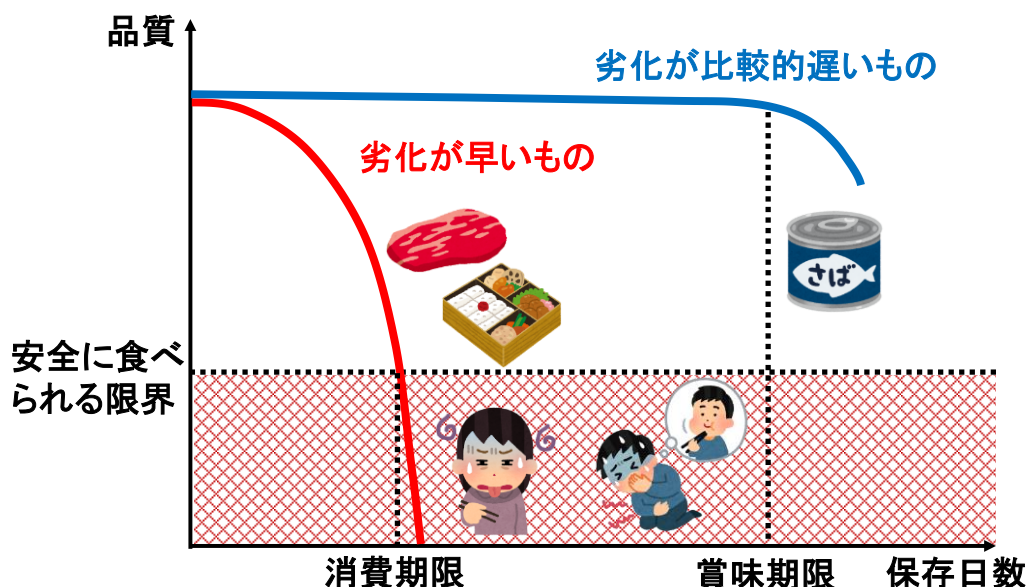 品質
劣化が比較的遅いもの
劣化が早いもの
さば
安全に食べ
られる限界
消費期限
賞味期限
保存日数